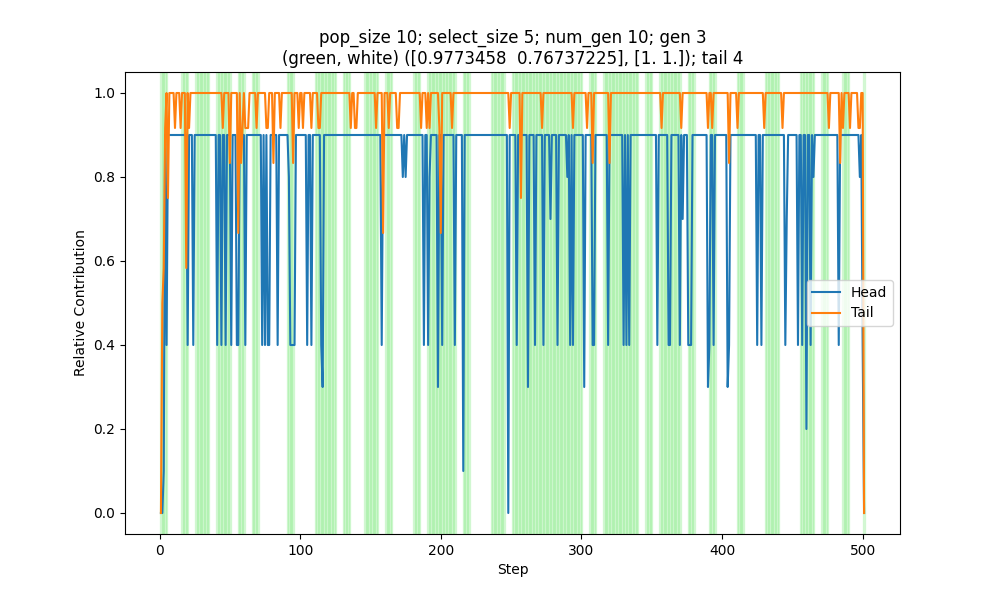 pop_size 10; select_size 5; num_gen 10; gen 3
(green, white) ([0.9773458  0.76737225], [1. 1.]); tail 4
1.0
0.8
0.6
0.4
0.2
0.0
Relative Contribution
Head
Tail
0
100
200
300
400
500
Step